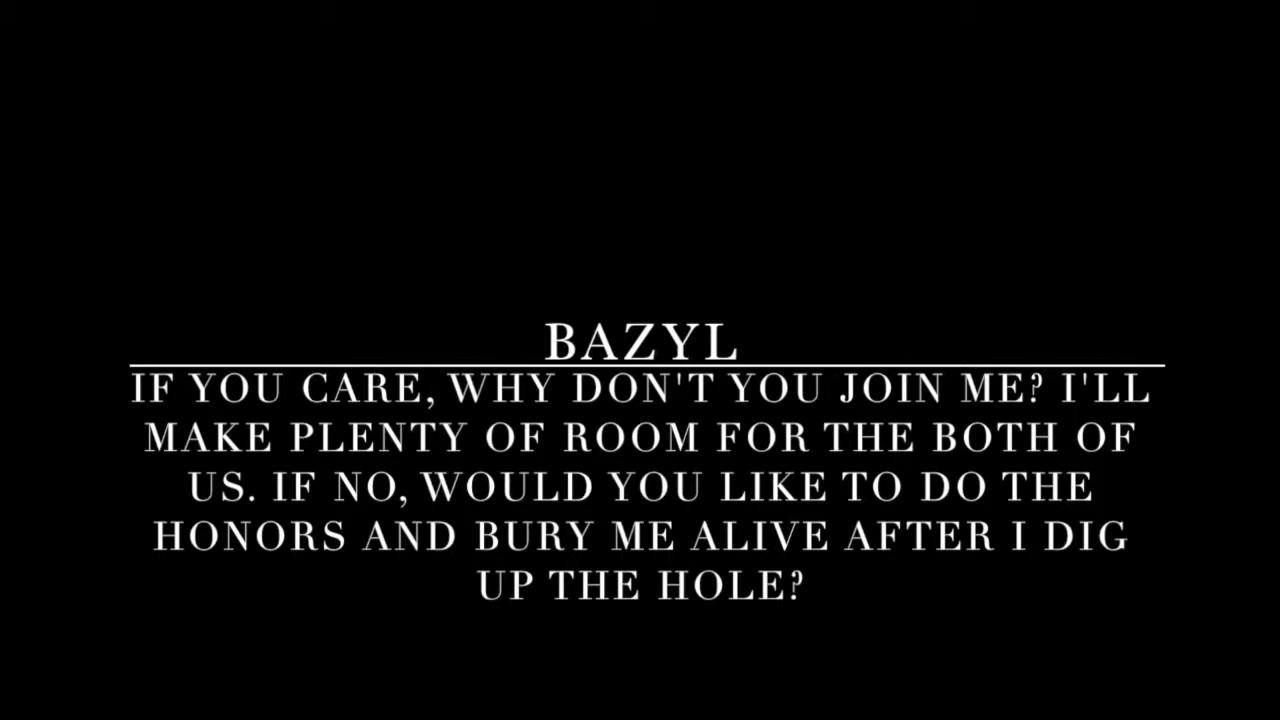 BAZYL
IF YOU CARE, WHY DON'T YOU JOIN ME? I'LL
MAKE PLENTY OF ROOM FOR THE BOTH OF
US. IF NO, WOULD YOU LIKE TO DO THE
HONORS AND BURY ME ALIVE AFTER I DIG
UP THE HOLE?